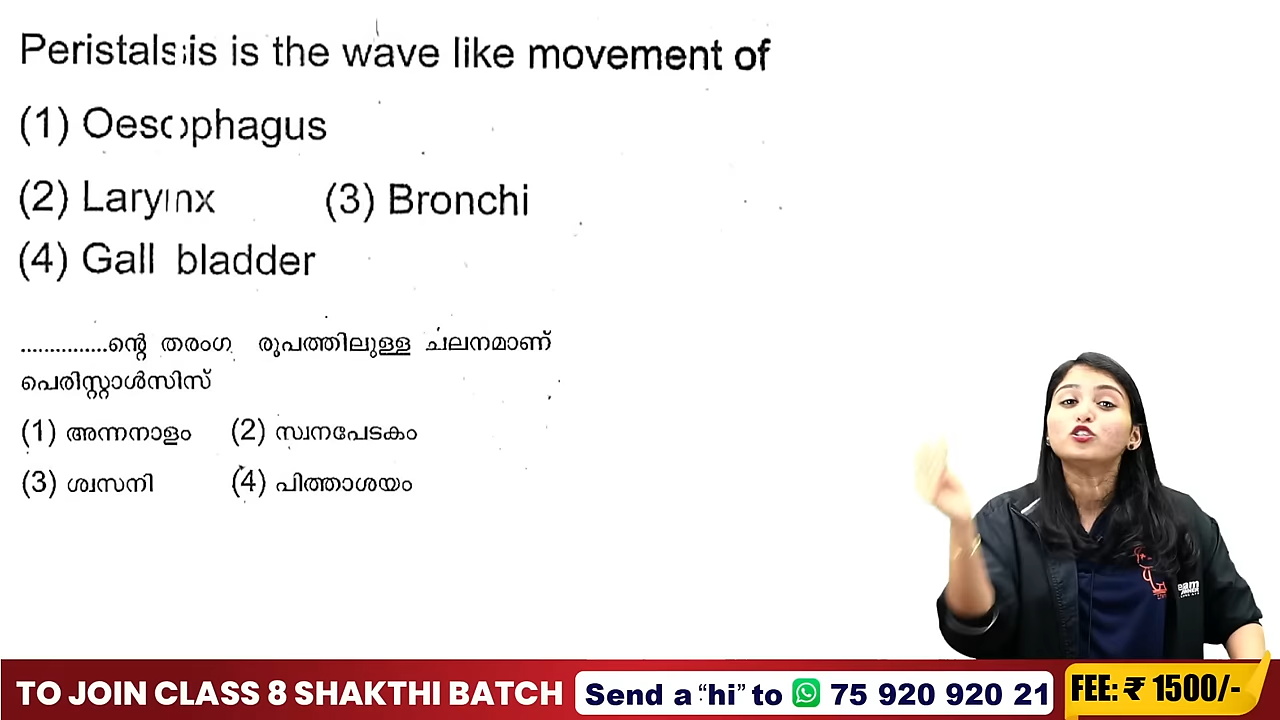 Peristalsis is the wave like movement of
(1) Oesophagus
(2) Larynx (3) Bronchi
(4) Gall bladder
...............ന്റെ തരംഗ രൂപത്തിലുള്ള ചലനമാണ്
പെരിസ്റ്റാൾസിസ്
(1) അന്നനാളം (2) സ്വനപേടകം
(3) ശ്വസനി (4) പിത്താശയം
TO JOIN CLASS 8 SHAKTHI BATCH Send a “hi” to 75 920 920 21 FEE: ₹ 1500/-